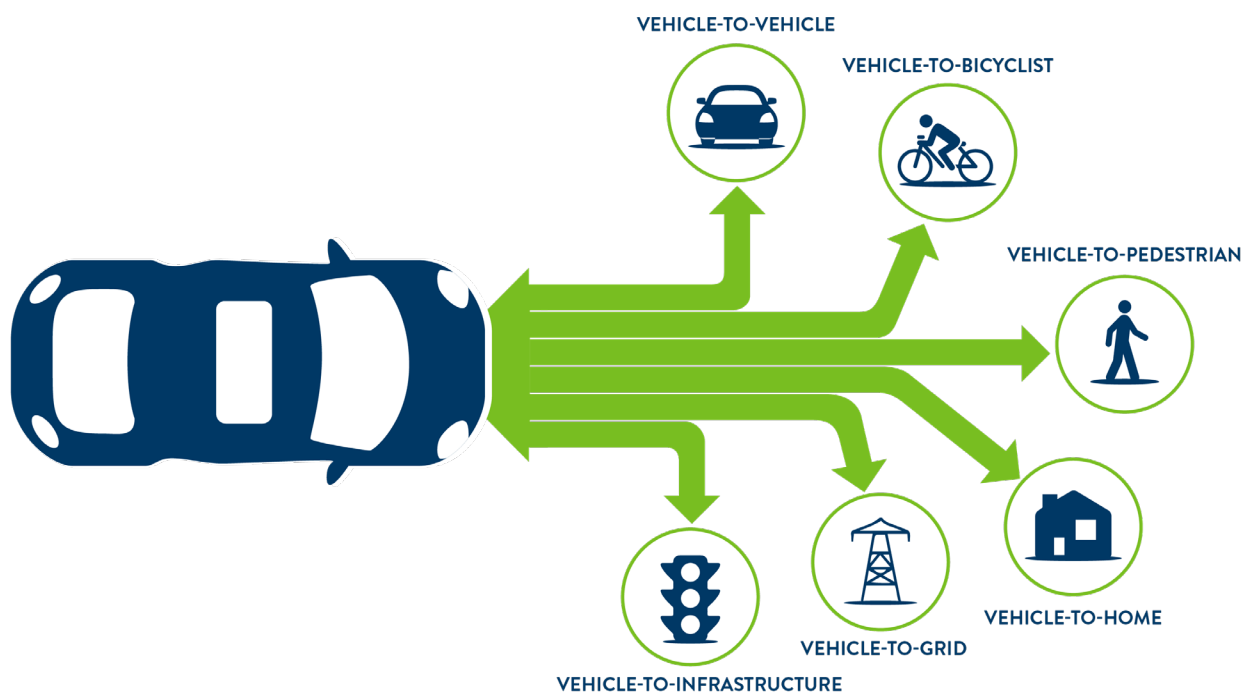 VEHICLE-TO-VEHICLE
VEHICLE-TO-BICYCLIST
VEHICLE-TO-PEDESTRIAN
VEHICLE-TO-HOME
VEHICLE-TO-GRID
VEHICLE-TO-INFRASTRUCTURE